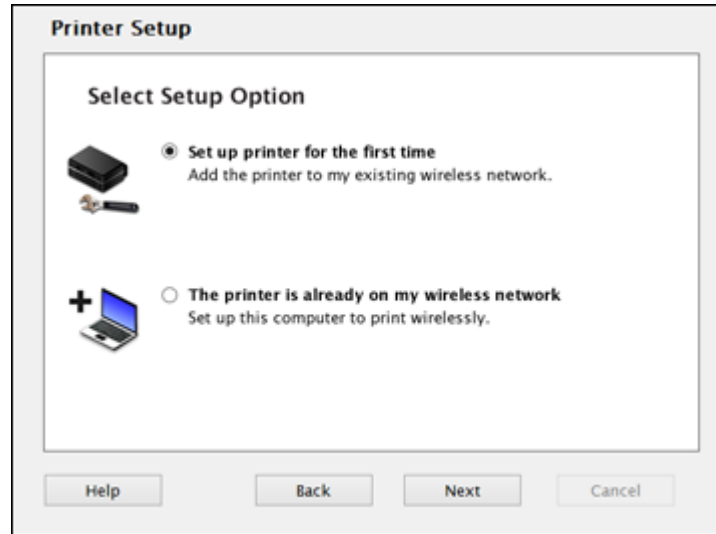 Printer Setup
Select Setup Option
Set up printer for the first time
Add the printer to my existing wireless network.
The printer is already on my wireless network
Set up this computer to print wirelessly.
Help
Back
Next
Cancel